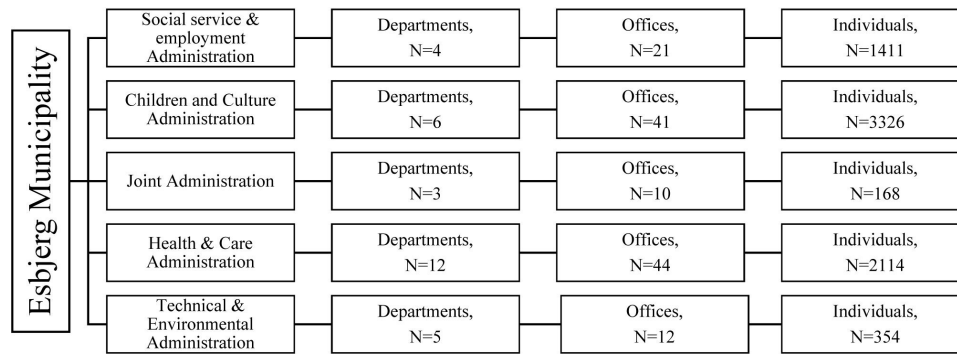 Esbjerg Municipality
Social service &
employment
Administration
Departments,
N=4
Offices,
N=21
Individuals,
N=1411
Children and Culture
Administration
Departments,
N=6
Offices,
N=41
Individuals,
N=3326
Joint Administration
Departments,
N=3
Offices,
N=10
Individuals,
N=168
Health & Care
Administration
Departments,
N=12
Offices,
N=44
Individuals,
N=2114
Technical &
Environmental
Administration
Departments,
N=5
Offices,
N=12
Individuals,
N=354